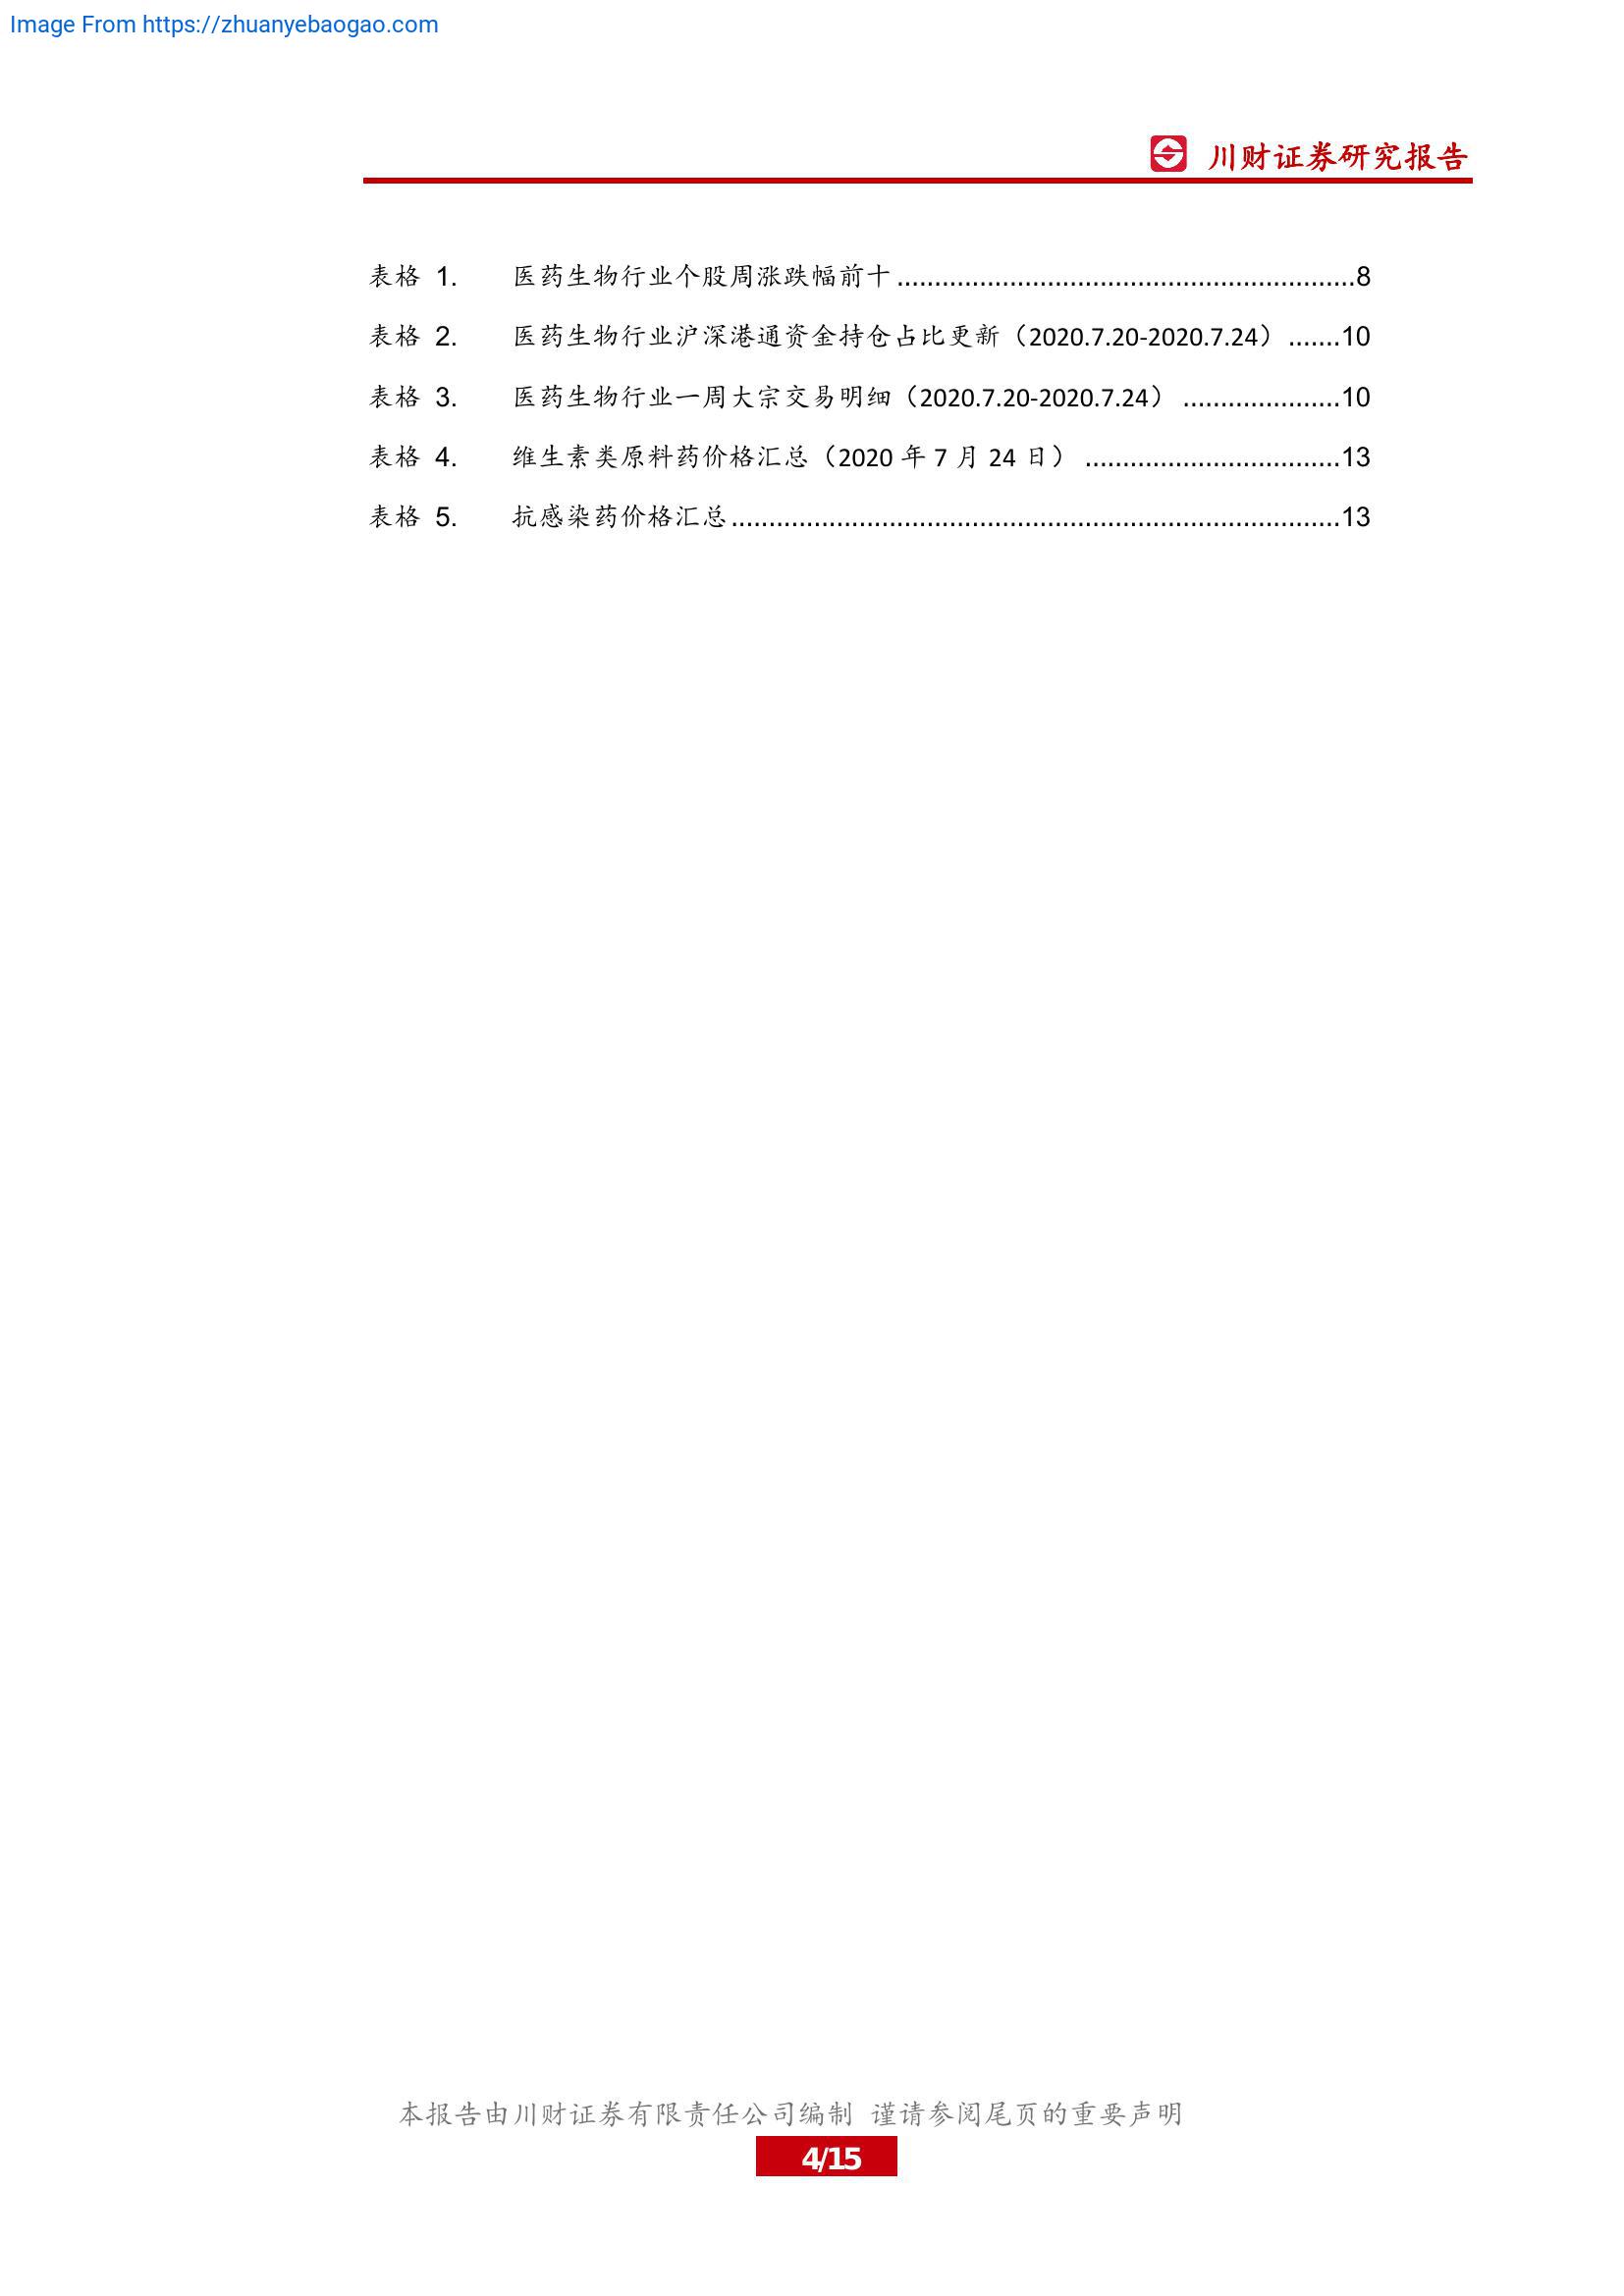 Image From https://zhuanyebaogao.com
川财证券研究报告
表格 1. 医药生物行业个股周涨跌幅前十.............................................................8
表格 2. 医药生物行业沪深港通资金持仓占比更新（2020.7.20-2020.7.24）.......10
表格 3. 医药生物行业一周大宗交易明细（2020.7.20-2020.7.24） .....................10
表格 4. 维生素类原料药价格汇总（2020 年 7 月 24 日） ..................................13
表格 5. 抗感染药价格汇总.................................................................................13
本报告由川财证券有限责任公司编制 谨请参阅尾页的重要声明
4/15